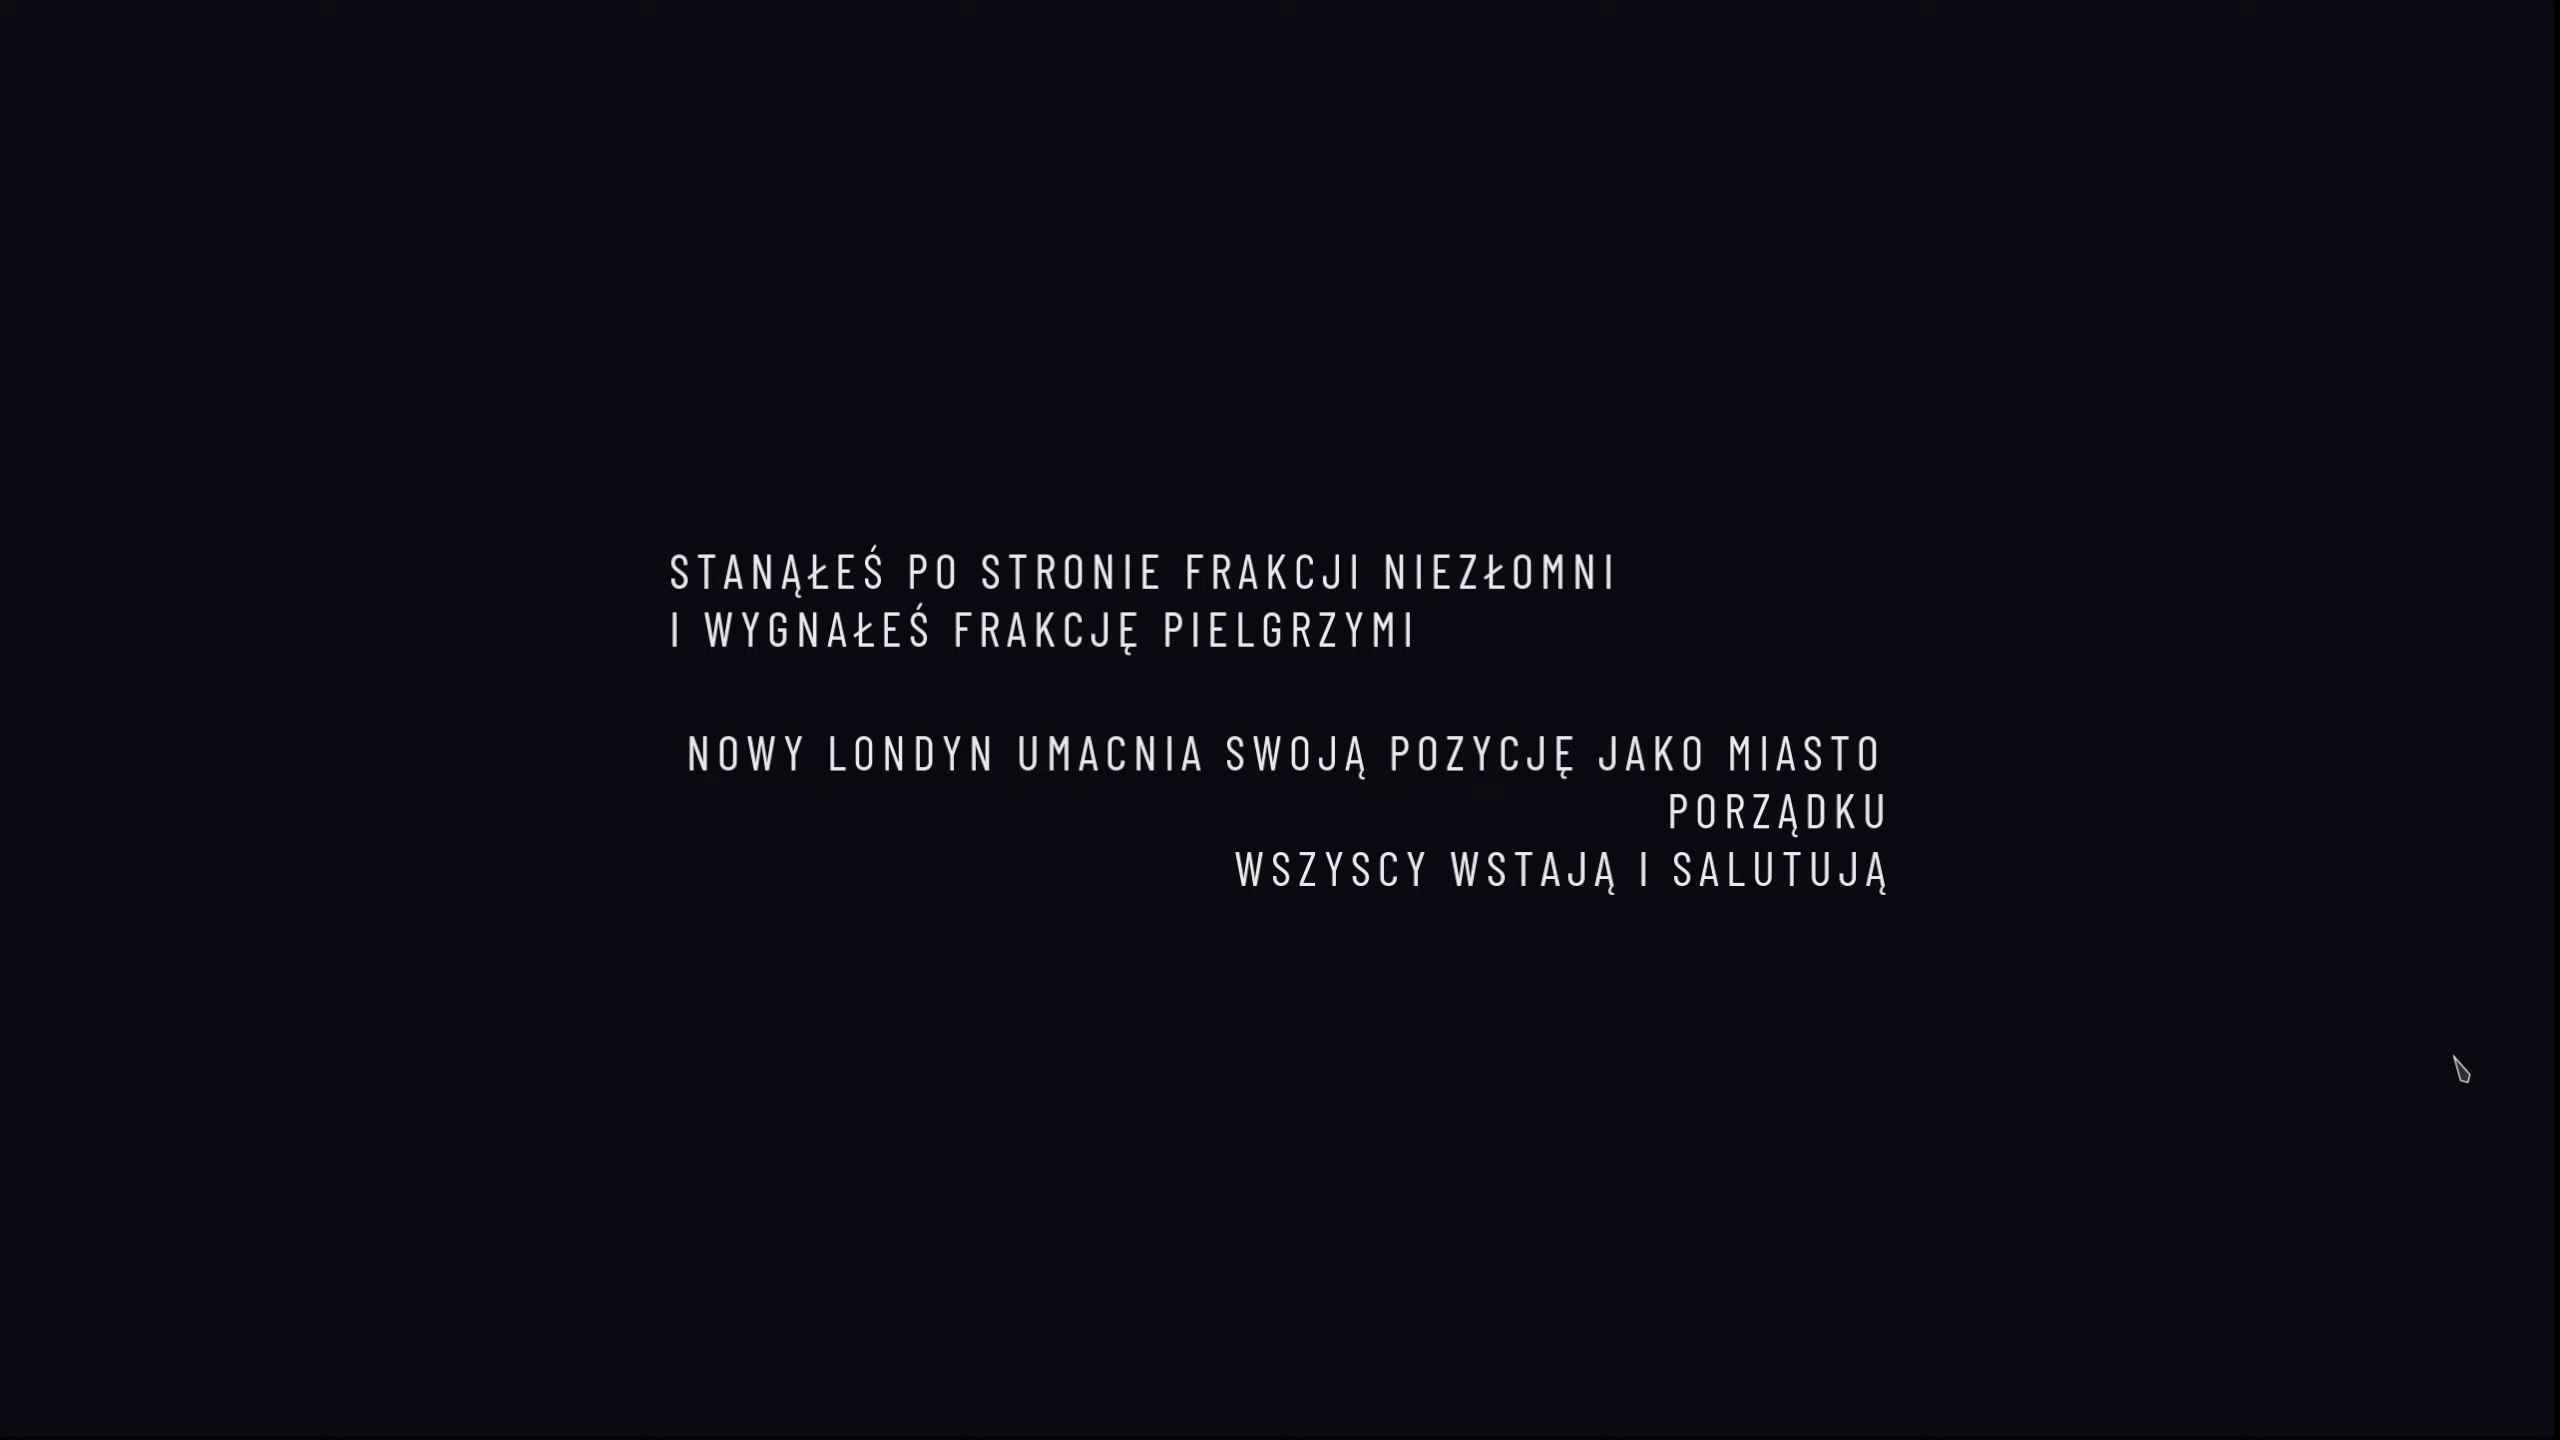 STANĄŁEŚ PO STRONIE FRAKCJI NIEZŁOMNI
I WYGNAŁEŚ FRAKCJĘ PIELGRZYMI
NOWY LONDYN UMACNIA SWOJĄ POZYCJĘ JAKO MIASTO
PORZĄDKU
WSZYSCY WSTAJĄ I SALUTUJĄ